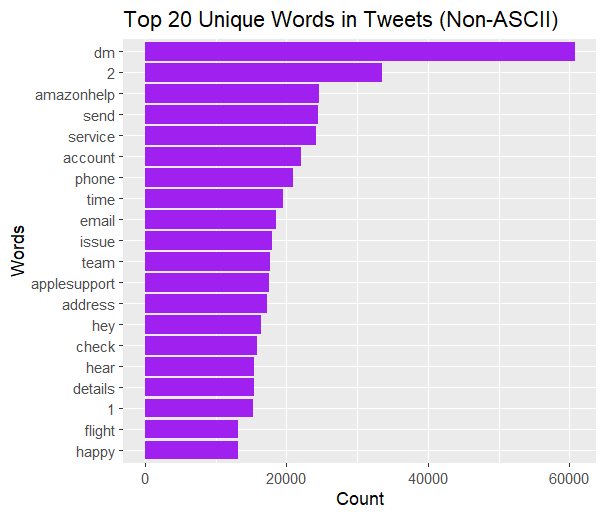 Top 20 Unique Words in Tweets (Non-ASCII)
dm
2
amazonhelp
send
service
account
phone
time
email
issue
team
applesupport
address
hey
check
hear
details
1
flight
happy
Words
0 20000 40000 60000
Count